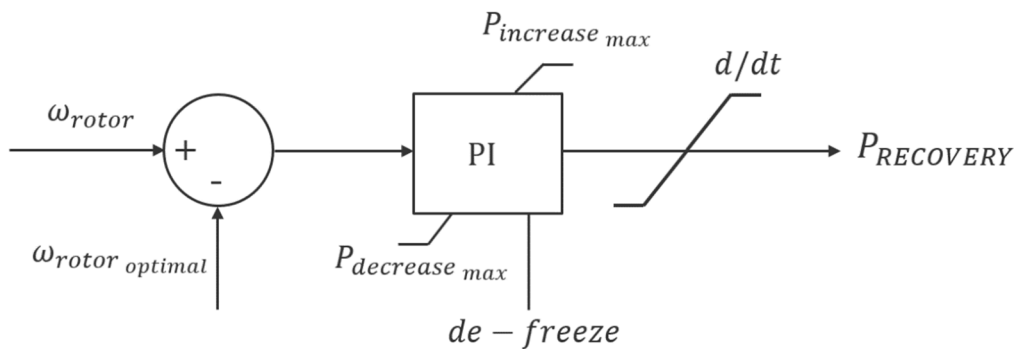 P_increase max
d/dt
ω_rotor
+
PI
P_RECOVERY
-
ω_rotor optimal
P_decrease max
de − freeze